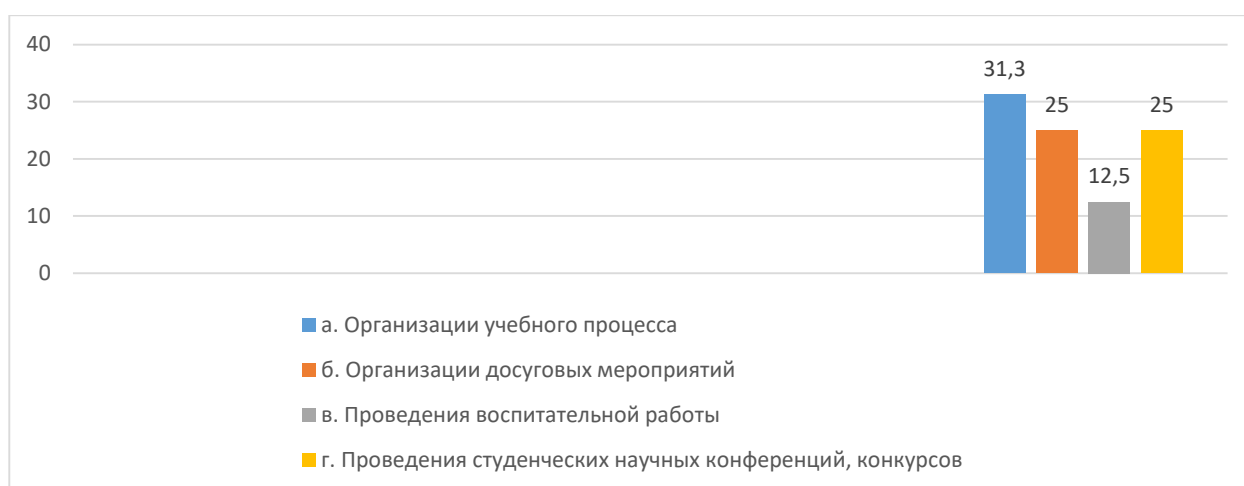 40
30
20
10
0
31,3
25
12,5
25
а. Организации учебного процесса
б. Организации досуговых мероприятий
в. Проведения воспитательной работы
г. Проведения студенческих научных конференций, конкурсов